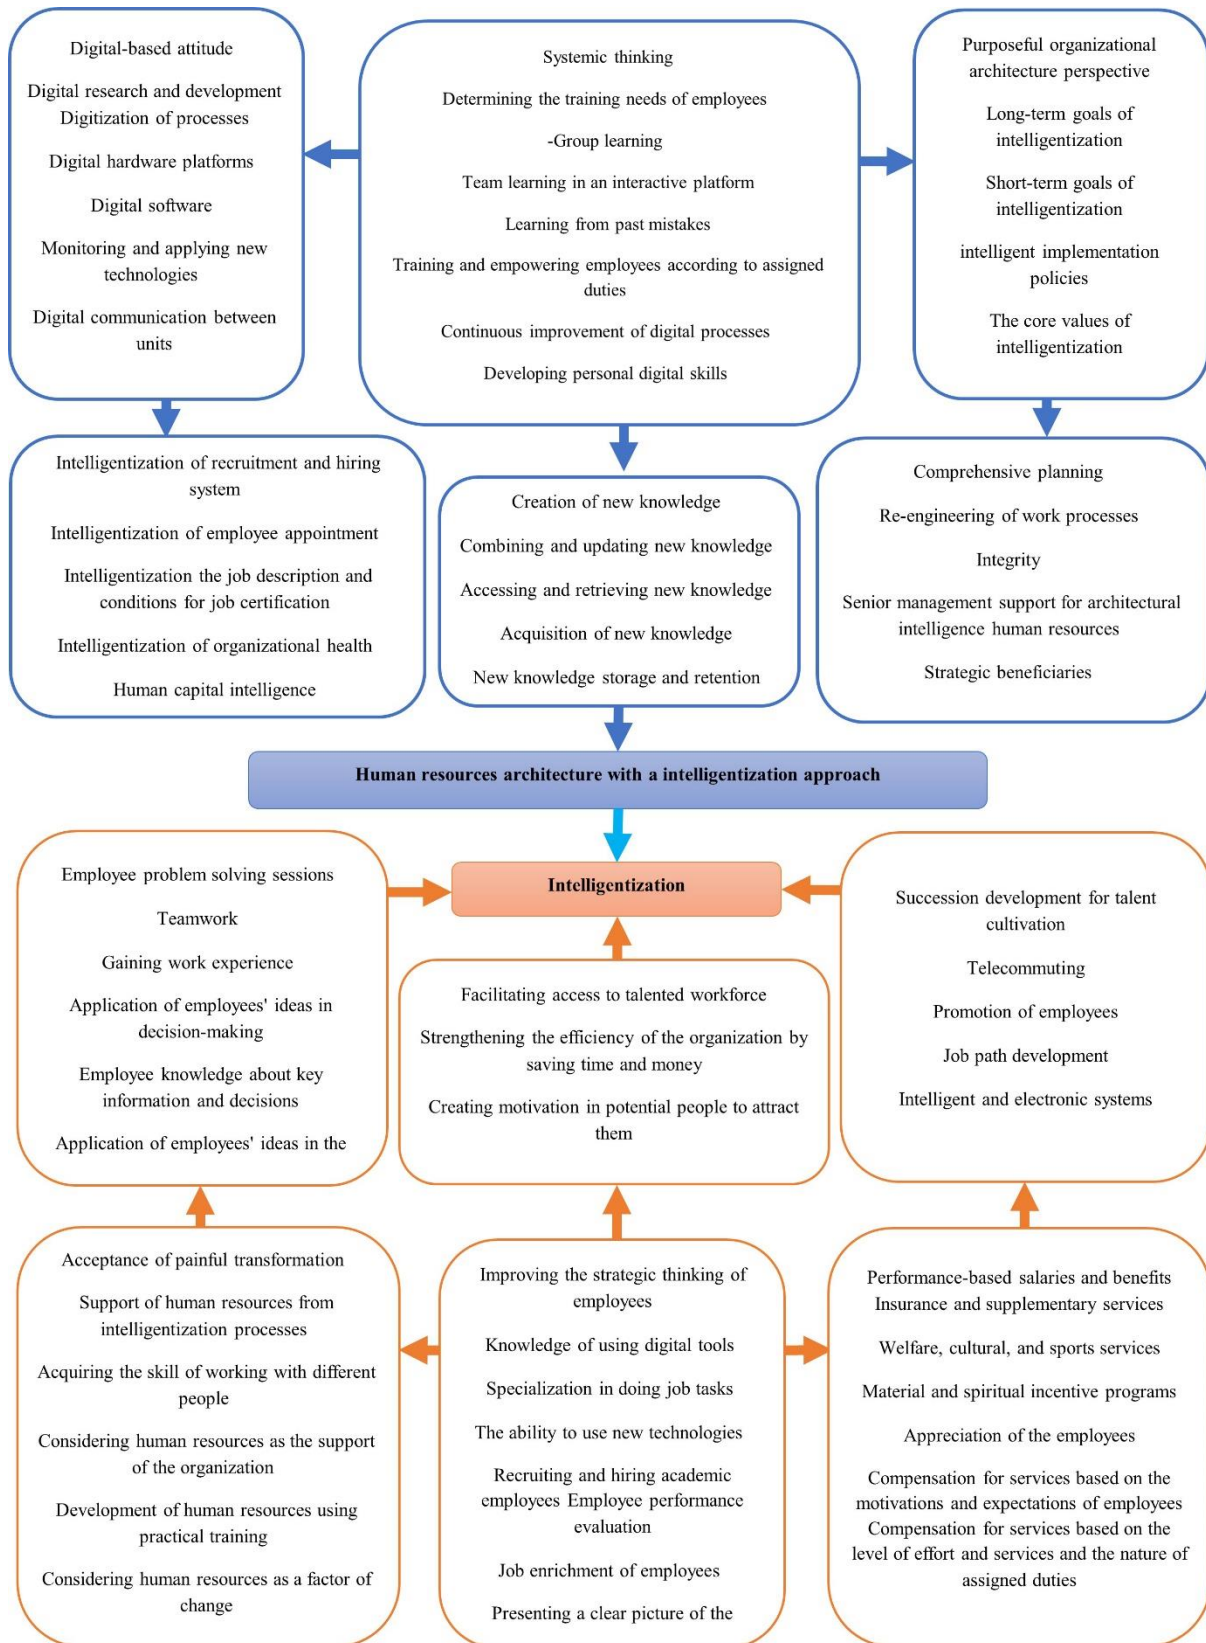 Digital-based attitude
Digital research and development
Digitization of processes
Digital hardware platforms
Digital software
Monitoring and applying new
technologies
Digital communication between
units
Systemic thinking
Determining the training needs of employees
-Group learning
Team learning in an interactive platform
Learning from past mistakes
Training and empowering employees according to assigned
duties
Continuous improvement of digital processes
Developing personal digital skills
Purposeful organizational
architecture perspective
Long-term goals of
intelligentization
Short-term goals of
intelligentization
intelligent implementation
policies
The core values of
intelligentization
Intelligentization of recruitment and hiring
system
Intelligentization of employee appointment
Intelligentization the job description and
conditions for job certification
Intelligentization of organizational health
Human capital intelligence
Creation of new knowledge
Combining and updating new knowledge
Accessing and retrieving new knowledge
Acquisition of new knowledge
New knowledge storage and retention
Comprehensive planning
Re-engineering of work processes
Integrity
Senior management support for architectural
intelligence human resources
Strategic beneficiaries
Human resources architecture with a intelligentization approach
Intelligentization
Employee problem solving sessions
Teamwork
Gaining work experience
Application of employees' ideas in
decision-making
Employee knowledge about key
information and decisions
Application of employees' ideas in the
Facilitating access to talented workforce
Strengthening the efficiency of the organization by
saving time and money
Creating motivation in potential people to attract
them
Succession development for talent
cultivation
Telecommuting
Promotion of employees
Job path development
Intelligent and electronic systems
Acceptance of painful transformation
Support of human resources from
intelligentization processes
Acquiring the skill of working with different
people
Considering human resources as the support
of the organization
Development of human resources using
practical training
Considering human resources as a factor of
change
Improving the strategic thinking of
employees
Knowledge of using digital tools
Specialization in doing job tasks
The ability to use new technologies
Recruiting and hiring academic
employees Employee performance
evaluation
Job enrichment of employees
Presenting a clear picture of the
Performance-based salaries and benefits
Insurance and supplementary services
Welfare, cultural, and sports services
Material and spiritual incentive programs
Appreciation of the employees
Compensation for services based on the
motivations and expectations of employees
Compensation for services based on the
level of effort and services and the nature of
assigned duties